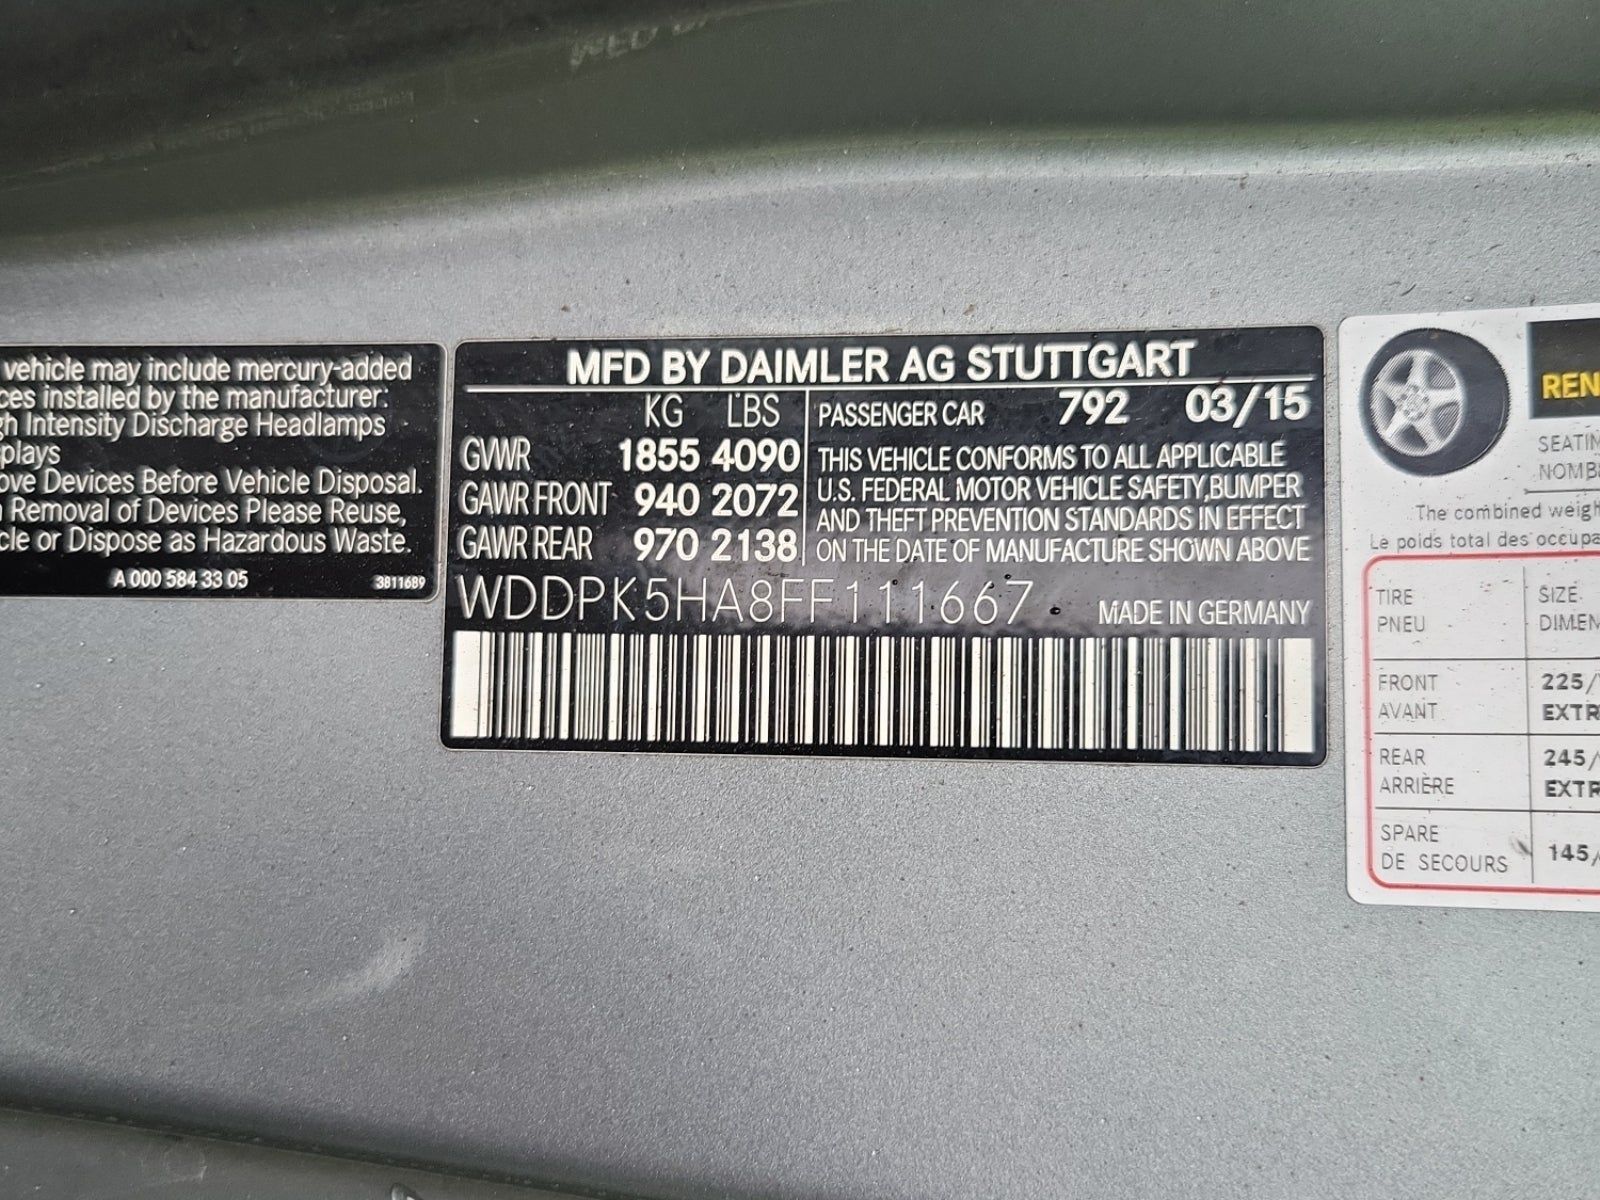 vehicle may include mercury-added
ces installed by the manufacturer:
gh Intensity Discharge Headlamps
plays
ove Devices Before Vehicle Disposal.
n Removal of Devices Please Reuse,
cle or Dispose as Hazardous Waste.
A 000 584 33 05
3811689
MFD BY DAIMLER AG STUTTGART
KG LBS
GVWR 1855 4090
GAWR FRONT 940 2072
GAWR REAR 970 2138
PASSENGER CAR 792 03/15
THIS VEHICLE CONFORMS TO ALL APPLICABLE
U.S. FEDERAL MOTOR VEHICLE SAFETY, BUMPER
AND THEFT PREVENTION STANDARDS IN EFFECT
ON THE DATE OF MANUFACTURE SHOWN ABOVE
WDDPK5HA8FF111667
MADE IN GERMANY
REN
SEATIN
NOMB
The combined weigh
Le poids total des occupa
TIRE SIZE
PNEU DIMEN
FRONT 225/
AVANT EXTR
REAR 245/
ARRIÈRE EXTR
SPARE
DE SECOURS
145/